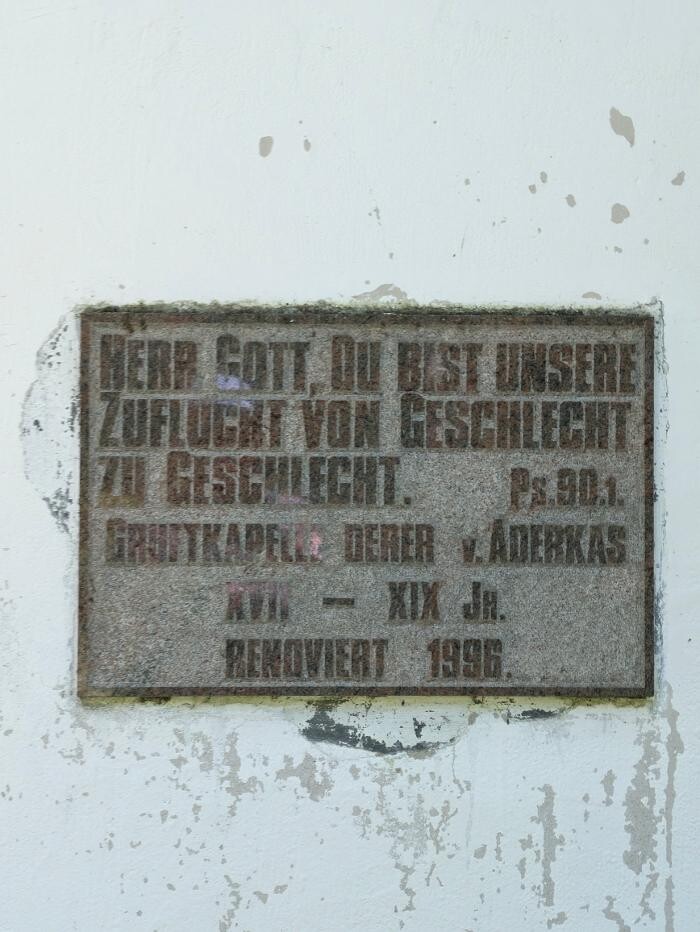 HERR GOTT, DU BIST UNSERE
ZUFLUCHT VON GESCHLECHT
ZU GESCHLECHT. PS.90.1.
GRUFTKAPELLE DERER V. ADERKAS
XVII – XIX JH.
RENOVIERT 1996.